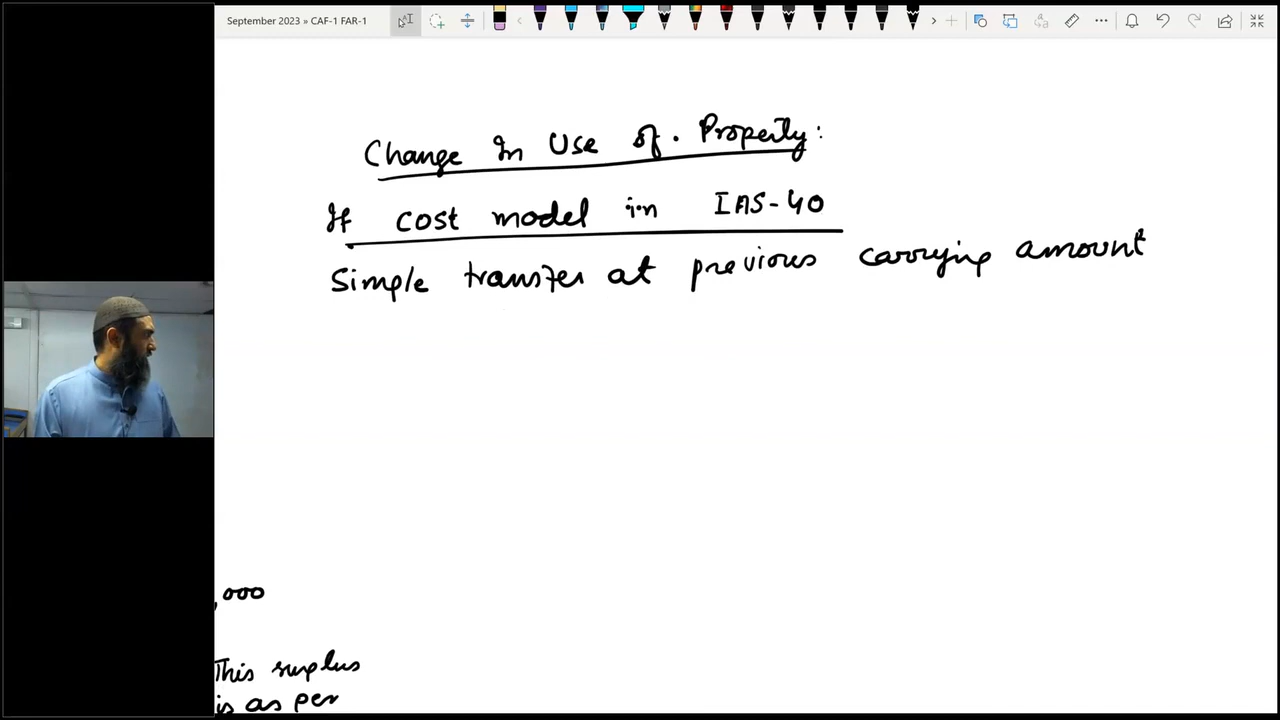 September 2023 » CAF-1 FAR-1
Change In Use of. Property:
If cost model in IAS-40
Simple transfer at previous carrying amount
,000
This surplus
is as per